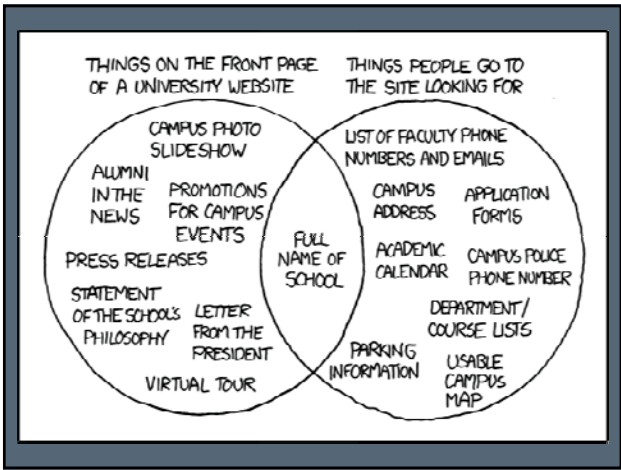 THINGS ON THE FRONT PAGE
OF A UNIVERSITY WEBSITE
THINGS PEOPLE GO TO
THE SITE LOOKING FOR
CAMPUS PHOTO
SLIDESHOW
ALUMNI
IN THE
NEWS
PROMOTIONS
FOR CAMPUS
EVENTS
PRESS RELEASES
STATEMENT
OF THE SCHOOL'S
PHILOSOPHY
LETTER
FROM THE
PRESIDENT
VIRTUAL TOUR
FULL
NAME OF
SCHOOL
LIST OF FACULTY PHONE
NUMBERS AND EMAILS
CAMPUS
ADDRESS
APPLICATION
FORMS
ACADEMIC
CALENDAR
CAMPUS POLICE
PHONE NUMBER
DEPARTMENT/
COURSE LISTS
PARKING
INFORMATION
USABLE
CAMPUS
MAP